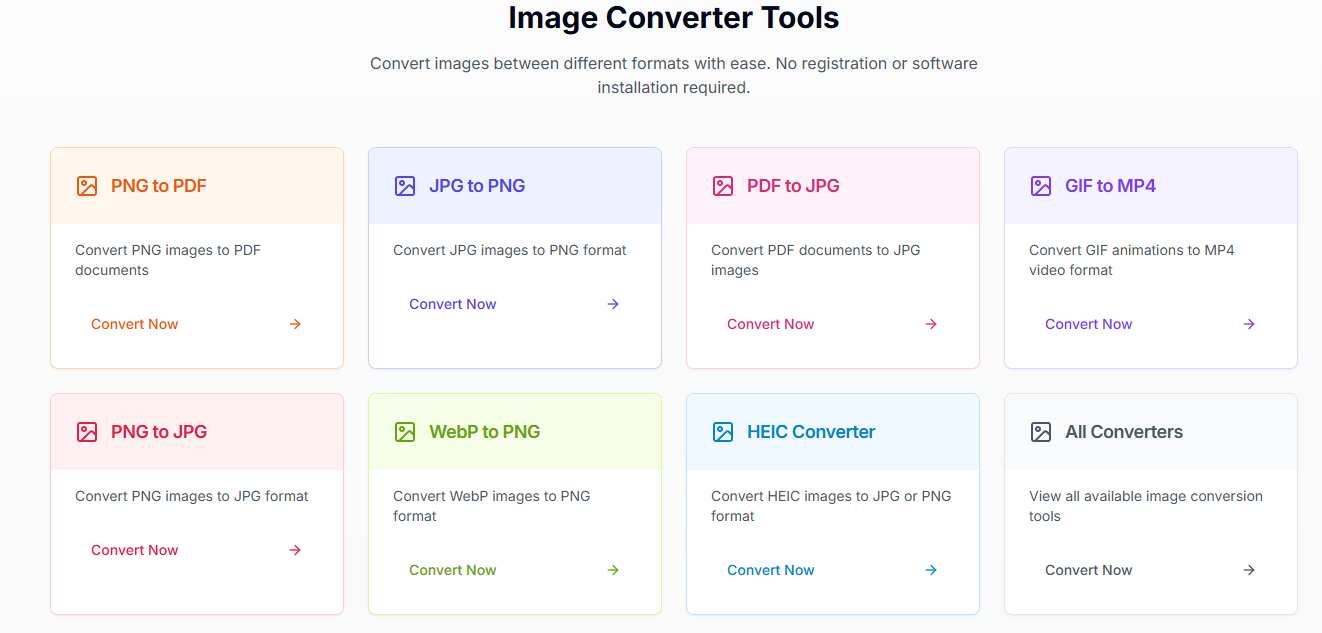 Image Converter Tools
Convert images between different formats with ease. No registration or software
installation required.
PNG to PDF
Convert PNG images to PDF
documents
Convert Now
JPG to PNG
Convert JPG images to PNG format
Convert Now
PDF to JPG
Convert PDF documents to JPG
images
Convert Now
GIF to MP4
Convert GIF animations to MP4
video format
Convert Now
PNG to JPG
Convert PNG images to JPG format
Convert Now
WebP to PNG
Convert WebP images to PNG
format
Convert Now
HEIC Converter
Convert HEIC images to JPG or PNG
format
Convert Now
All Converters
View all available image conversion
tools
Convert Now